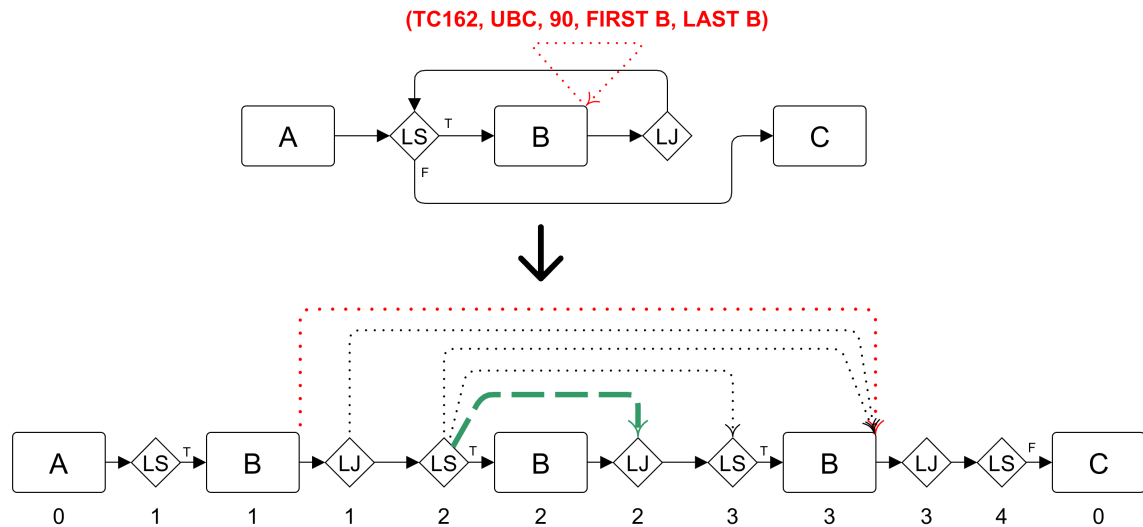 (TC162, UBC, 90, FIRST B, LAST B)
A LS T B LJ C
F
A LS T B LJ LS T B LJ LS T B LJ LS F C
0 1 1 1 2 2 2 3 3 3 4 0